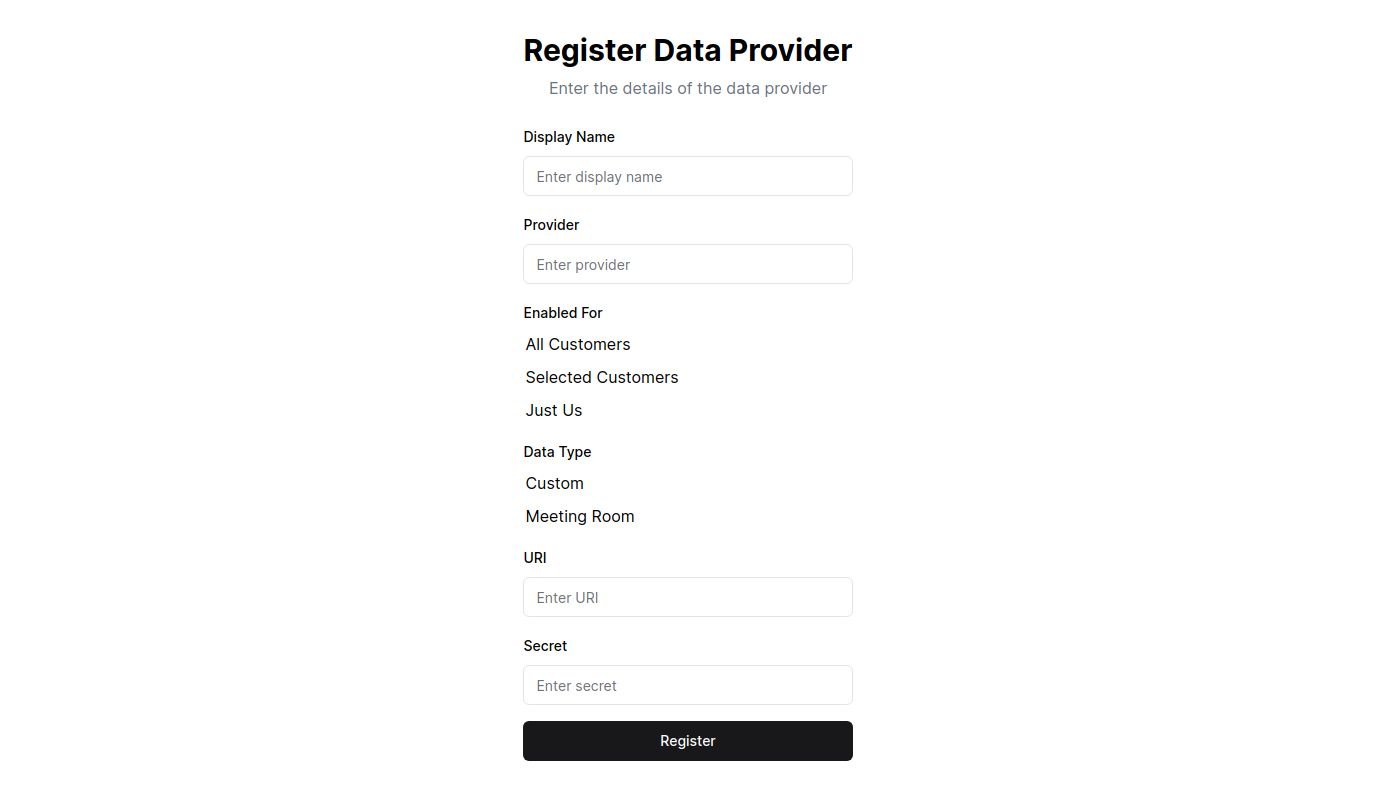 Register Data Provider
Enter the details of the data provider
Display Name
Enter display name
Provider
Enter provider
Enabled For
All Customers
Selected Customers
Just Us
Data Type
Custom
Meeting Room
URI
Enter URI
Secret
Enter secret
Register